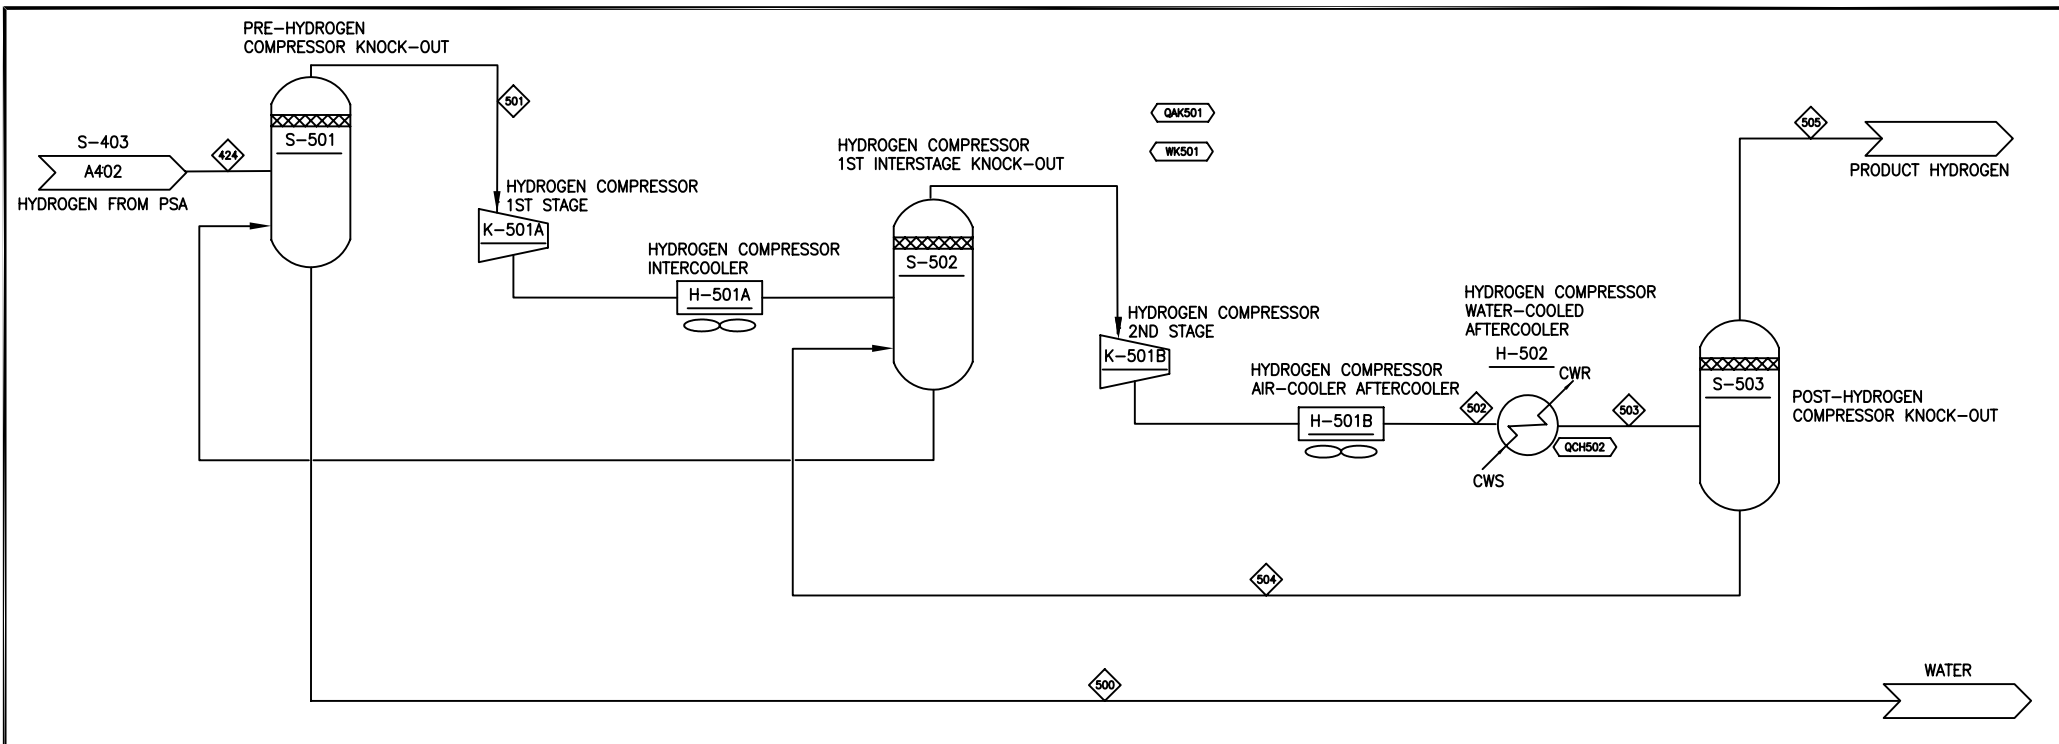 PRE-HYDROGEN
COMPRESSOR KNOCK-OUT
501
S-501
S-403
A402
424
HYDROGEN FROM PSA
HYDROGEN COMPRESSOR
1ST STAGE
K-501A
HYDROGEN COMPRESSOR
INTERCOOLER
H-501A
HYDROGEN COMPRESSOR
1ST INTERSTAGE KNOCK-OUT
S-502
QAK501
WK501
HYDROGEN COMPRESSOR
2ND STAGE
K-501B
HYDROGEN COMPRESSOR
AIR-COOLER AFTERCOOLER
H-501B
502
HYDROGEN COMPRESSOR
WATER-COOLED
AFTERCOOLER
H-502
CWR
CWS
QCH502
503
S-503
POST-HYDROGEN
COMPRESSOR KNOCK-OUT
505
PRODUCT HYDROGEN
504
500
WATER